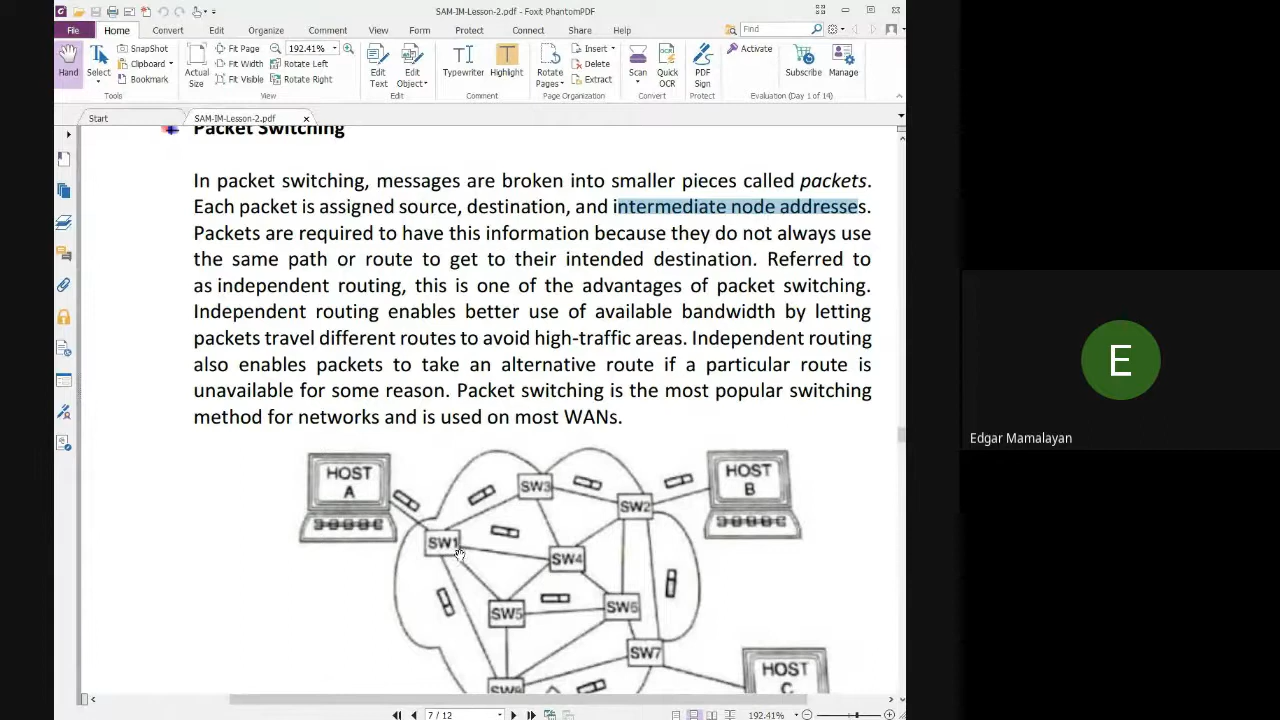 SAM-IM-Lesson-2.pdf - Foxit PhantomPDF
File Home Convert Edit Organize Comment View Form Protect Connect Share Help Find
Hand
Select
SnapShot
Clipboard
Bookmark
Tools
Actual Size
Fit Page
Fit Width
Fit Visible
192.41%
Rotate Left
Rotate Right
View
Edit Text
Edit Object
Edit
Typewriter
Highlight
Comment
Rotate Pages
Insert
Delete
Extract
Page Organization
Scan
Quick OCR
Convert
PDF Sign
Protect
Activate
Subscribe
Manage
Evaluation (Day 1 of 14)
Start SAM-IM-Lesson-2.pdf
Packet Switching
In packet switching, messages are broken into smaller pieces called packets.
Each packet is assigned source, destination, and intermediate node addresses.
Packets are required to have this information because they do not always use
the same path or route to get to their intended destination. Referred to
as independent routing, this is one of the advantages of packet switching.
Independent routing enables better use of available bandwidth by letting
packets travel different routes to avoid high-traffic areas. Independent routing
also enables packets to take an alternative route if a particular route is
unavailable for some reason. Packet switching is the most popular switching
method for networks and is used on most WANs.
HOST A
HOST B
SW3
SW2
SW1
SW4
SW5
SW6
SW7
HOST C
7 / 12
192.41%
E
Edgar Mamalayan